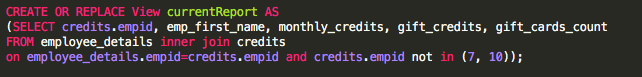 CREATE OR REPLACE View currentReport AS
(SELECT credits.empid, emp_first_name, monthly_credits, gift_credits, gift_cards_count
FROM employee_details inner join credits
on employee_details.empid=credits.empid and credits.empid not in (7, 10));